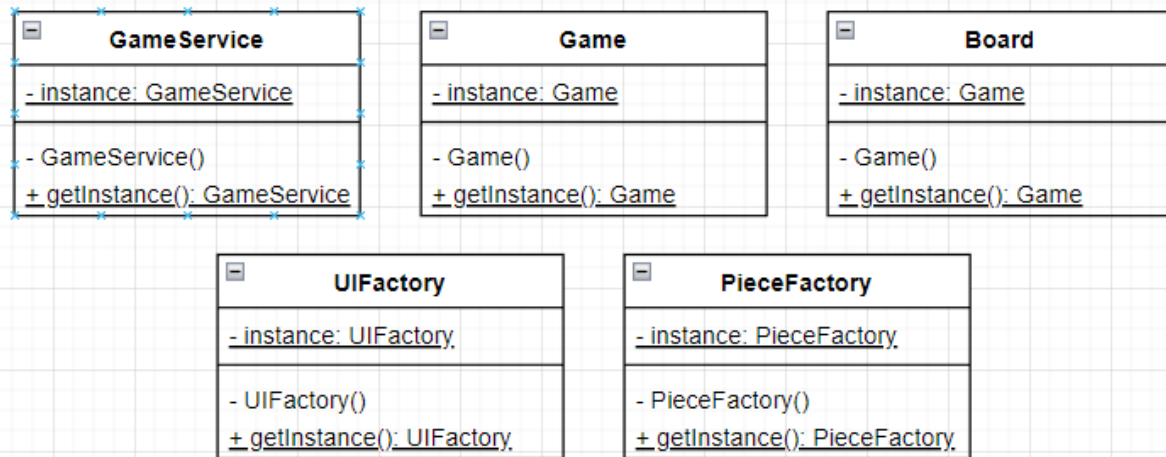 GameService
- instance: GameService
- GameService()
+ getInstance(): GameService
Game
- instance: Game
- Game()
+ getInstance(): Game
Board
- instance: Game
- Game()
+ getInstance(): Game
UIFactory
- instance: UIFactory
- UIFactory()
+ getInstance(): UIFactory
PieceFactory
- instance: PieceFactory
- PieceFactory()
+ getInstance(): PieceFactory